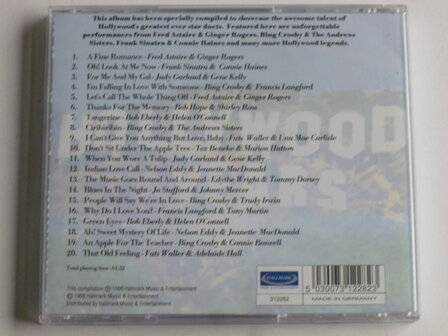 This album has been specially compiled to showcase the awesome talent of
Hollywood's greatest ever star duets. Featured here are unforgettable
performances from Fred Astaire & Ginger Rogers, Bing Crosby & The Andrews
Sisters, Frank Sinatra & Connie Haines and many more Hollywood legends.
1. A Fine Romance - Fred Astaire & Ginger Rogers
2. Oh! Look At Me Now - Frank Sinatra & Connie Haines
3. For Me And My Gal - Judy Garland & Gene Kelly
4. I'm Falling In Love With Someone - Bing Crosby & Francis Langford
5. Let's Call The Whole Thing Off - Fred Astaire & Ginger Rogers
6. Thanks For The Memory - Bob Hope & Shirley Ross
7. Tangerine - Bob Eberly & Helen O'Connell
8. Ciribiribin - Bing Crosby & The Andrews Sisters
9. I Can't Give You Anything But Love, Baby - Fats Waller & Una Mae Carlisle
10. Don't Sit Under The Apple Tree - Tex Beneke & Marion Hutton
11. When You Wore A Tulip - Judy Garland & Gene Kelly
12. Indian Love Call - Nelson Eddy & Jeanette MacDonald
13. The Music Goes Round And Around - Edythe Wright & Tommy Dorsey
14. Blues In The Night - Jo Stafford & Johnny Mercer
15. People Will Say We're In Love - Bing Crosby & Trudy Irwin
16. Why Do I Love You? - Francis Langford & Tony Martin
17. Green Eyes - Bob Eberly & Helen O'Connell
18. Ah! Sweet Mystery Of Life - Nelson Eddy & Jeanette MacDonald
19. An Apple For The Teacher - Bing Crosby & Connie Boswell
20. That Old Feeling - Fats Waller & Adelaide Hall
Total playing time :
This compilation ℗ 1999 Hallmark Music & Entertainment
© 1999 Hallmark Music & Entertainment
Distributed by Hallmark Music & Entertainment
HALLMARK
312282
MADE IN GERMANY
5 030073 122823